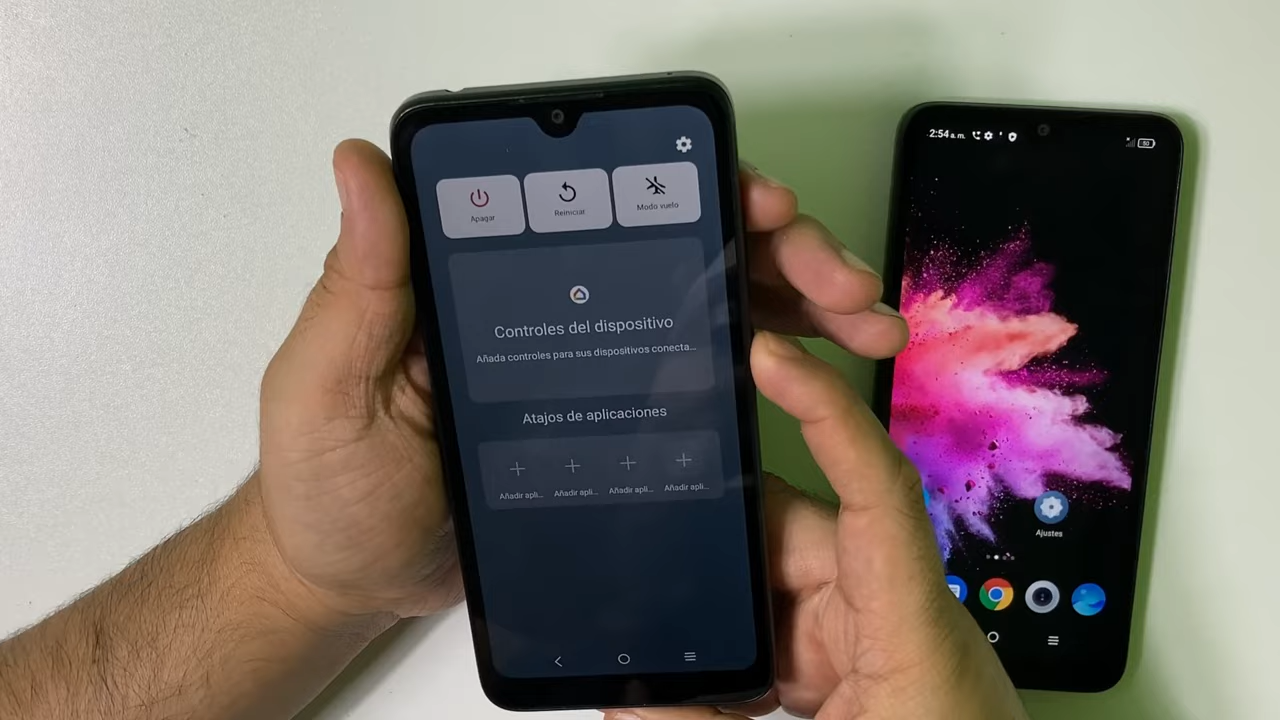 Apagar
Reiniciar
Modo vuelo
Controles del dispositivo
Añada controles para sus dispositivos conecta...
Atajos de aplicaciones
Añadir apli...
Añadir apli...
Añadir apli...
Añadir apli...
2:54 a. m.
50
Ajustes